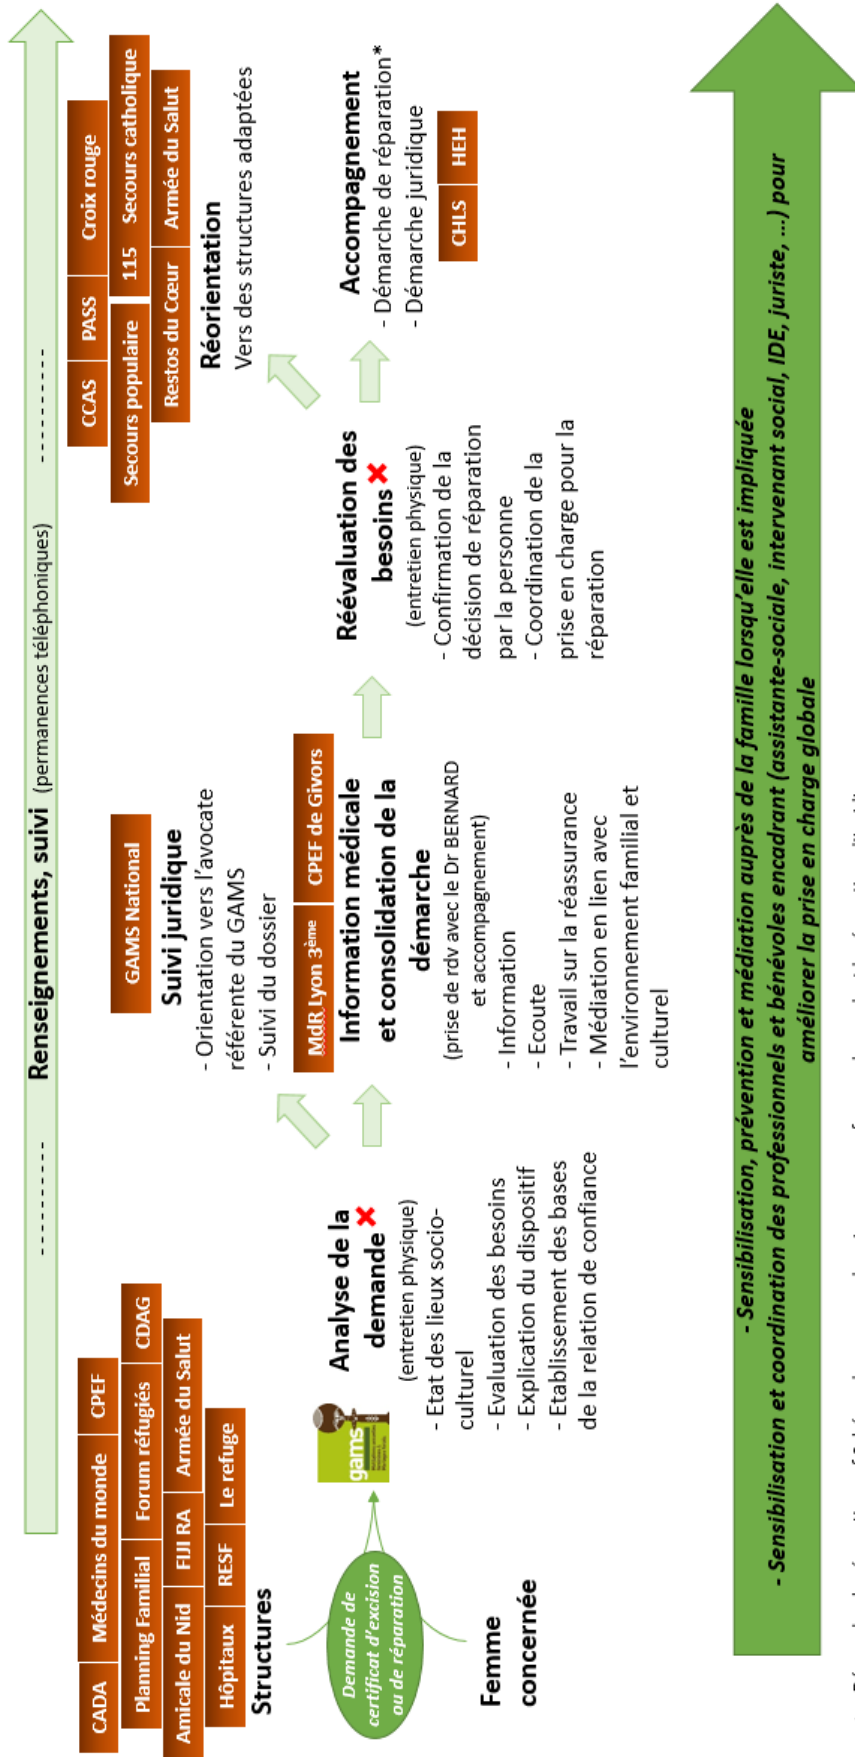 Renseignements, suivi (permanences téléphoniques)
CADA
Médecins du monde
CPEF
Planning Familial
Forum réfugiés
CDAG
Amicale du Nid
FIJI RA
Armée du Salut
Hôpitaux
RESF
Le refuge
Structures
Demande de
certificat d'excision
ou de réparation
Femme
concernée
gams
Analyse de la
demande
(entretien physique)
- Etat des lieux socio-
culturel
- Evaluation des besoins
- Explication du dispositif
- Etablissement des bases
de la relation de confiance
GAMS National
Suivi juridique
- Orientation vers l'avocate
référente du GAMS
- Suivi du dossier
MdR Lyon 3ème
CPEF de Givors
Information médicale
et consolidation de la
démarche
(prise de rdv avec le Dr BERNARD
et accompagnement)
- Information
- Ecoute
- Travail sur la réassurance
- Médiation en lien avec
l'environnement familial et
culturel
Réévaluation des
besoins
(entretien physique)
- Confirmation de la
décision de réparation
par la personne
- Coordination de la
prise en charge pour la
réparation
CCAS
PASS
Croix rouge
Secours populaire
115
Secours catholique
Restos du Cœur
Armée du Salut
Réorientation
Vers des structures adaptées
Accompagnement
- Démarche de réparation*
- Démarche juridique
CHLS
HEH
- Sensibilisation, prévention et médiation auprès de la famille lorsqu'elle est impliquée
- Sensibilisation et coordination des professionnels et bénévoles encadrant (assistante-sociale, intervenant social, IDE, juriste, ...) pour
améliorer la prise en charge globale